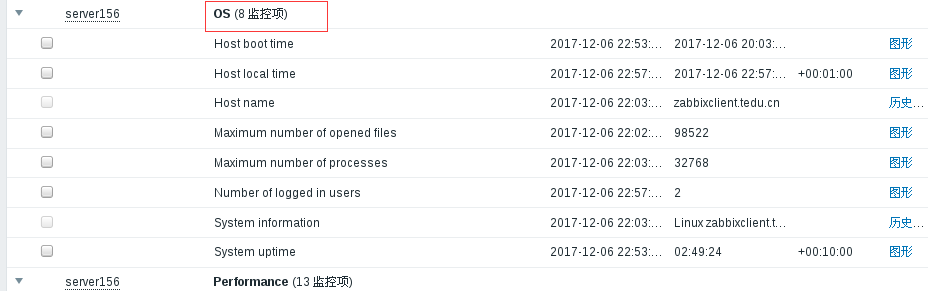 server156 OS (8 监控项)
Host boot time 2017-12-06 22:53:... 2017-12-06 20:03:... 图形
Host local time 2017-12-06 22:57:... 2017-12-06 22:57:... +00:01:00 图形
Host name 2017-12-06 22:03:... zabbixclient.tedu.cn 历史...
Maximum number of opened files 2017-12-06 22:02:... 98522 图形
Maximum number of processes 2017-12-06 22:03:... 32768 图形
Number of logged in users 2017-12-06 22:57:... 2 图形
System information 2017-12-06 22:03:... Linux zabbixclient.t... 历史...
System uptime 2017-12-06 22:53:... 02:49:24 +00:10:00 图形
server156 Performance (13 监控项)